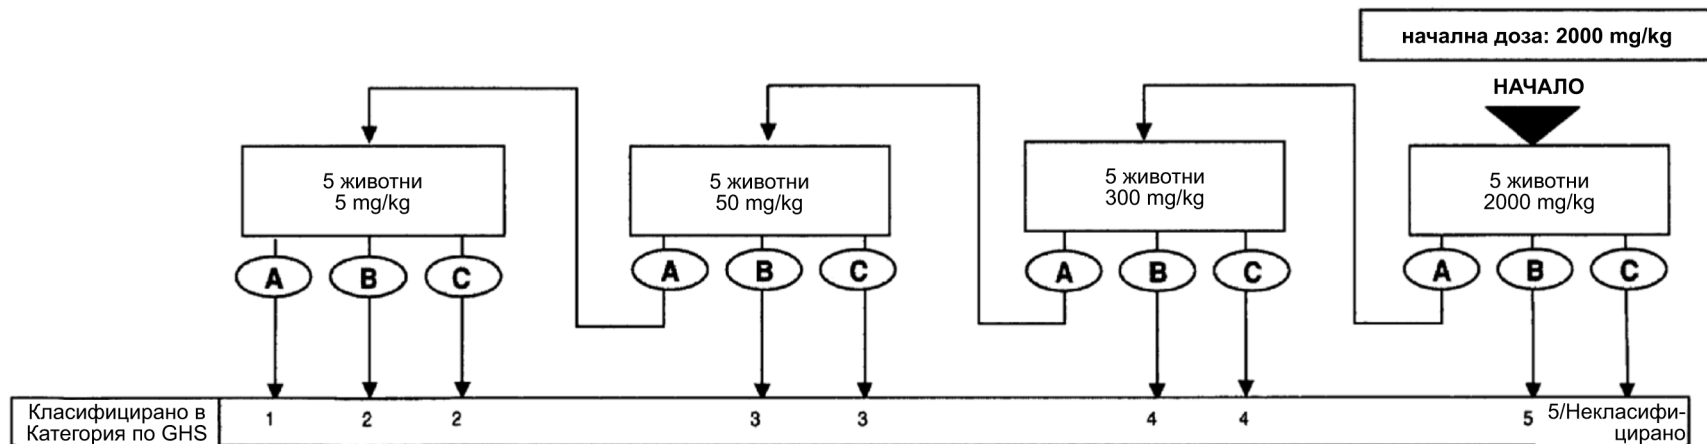 начална доза: 2000 mg/kg
НАЧАЛО
5 животни
5 mg/kg
5 животни
50 mg/kg
5 животни
300 mg/kg
5 животни
2000 mg/kg
A B C A B C A B C A B C
Класифицирано в
Категория по GHS
1 2 2 3 3 4 4 5 5/Некласифи-
цирано